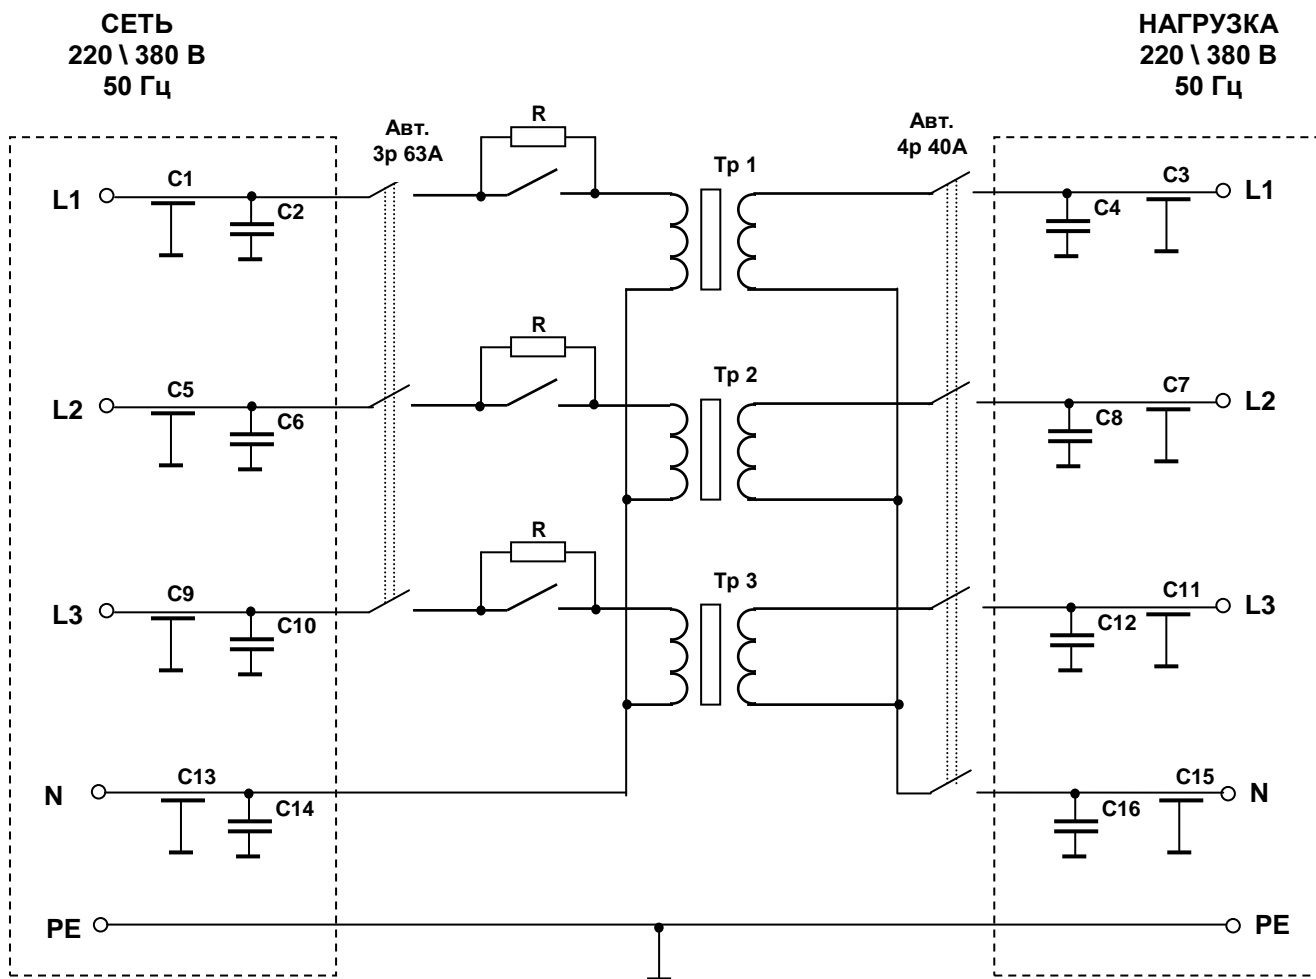 СЕТЬ
220 \ 380 В
50 Гц
НАГРУЗКА
220 \ 380 В
50 Гц
Авт.
3р 63А
R
Тр 1
Авт.
4р 40А
L1
C1
C2
C4
C3
L1
R
Тр 2
L2
C5
C6
C8
C7
L2
R
Тр 3
L3
C9
C10
C12
C11
L3
N
C13
C14
C16
C15
N
PE
PE